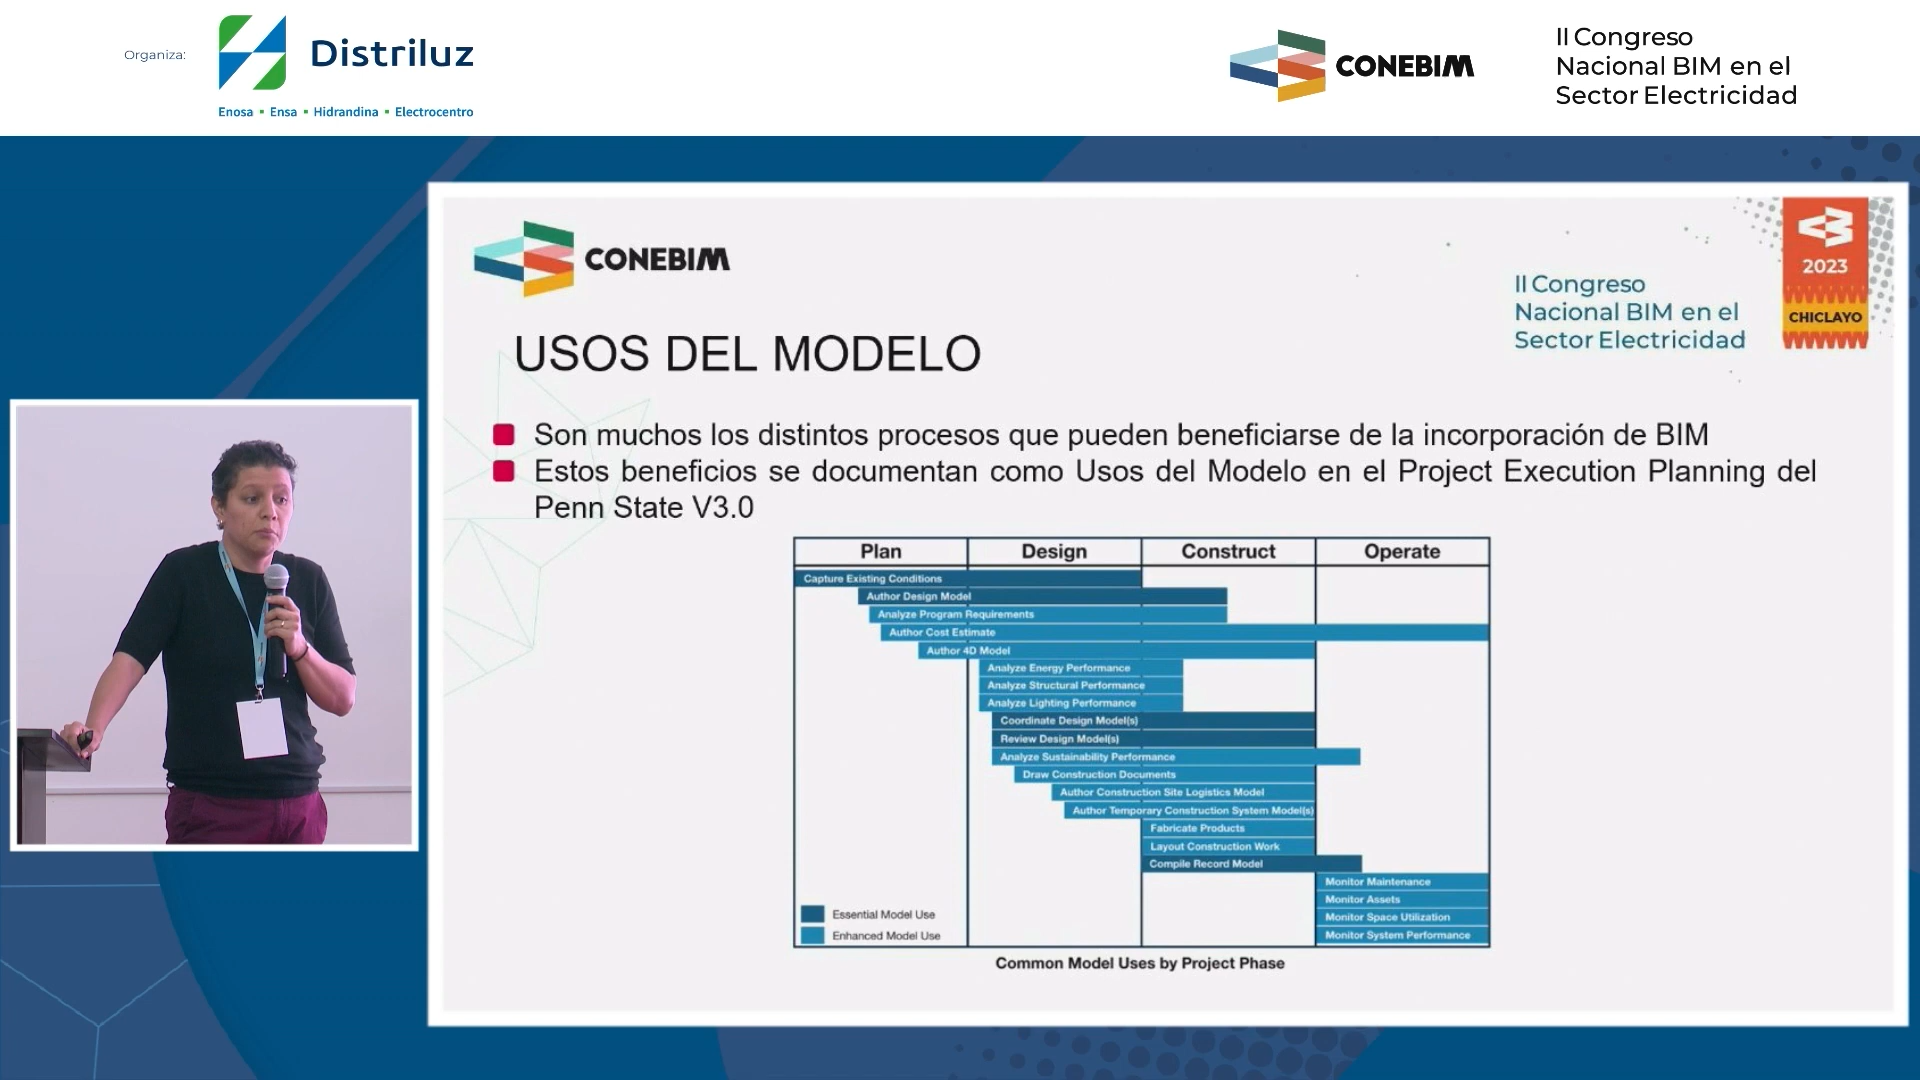 Organiza:
Distriluz
Enosa ▪ Ensa ▪ Hidrandina ▪ Electrocentro
CONEBIM
II Congreso
Nacional BIM en el
Sector Electricidad
CONEBIM
2023
CHICLAYO
II Congreso
Nacional BIM en el
Sector Electricidad
USOS DEL MODELO
Son muchos los distintos procesos que pueden beneficiarse de la incorporación de BIM
Estos beneficios se documentan como Usos del Modelo en el Project Execution Planning del
Penn State V3.0
Plan Design Construct Operate
Capture Existing Conditions
Author Design Model
Analyze Program Requirements
Author Cost Estimate
Author 4D Model
Analyze Energy Performance
Analyze Structural Performance
Analyze Lighting Performance
Coordinate Design Model(s)
Review Design Model(s)
Analyze Sustainability Performance
Draw Construction Documents
Author Construction Site Logistics Model
Author Temporary Construction System Model(s)
Fabricate Products
Layout Construction Work
Compile Record Model
Monitor Maintenance
Monitor Assets
Monitor Space Utilization
Monitor System Performance
Essential Model Use
Enhanced Model Use
Common Model Uses by Project Phase